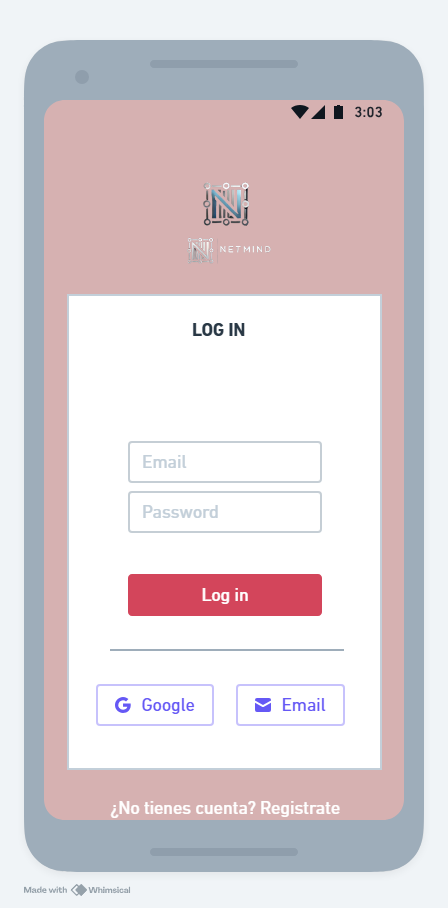 3:03
N
N NETMIND
LOG IN
Email
Password
Log in
G Google
Email
¿No tienes cuenta? Registrate
Made with Whimsical